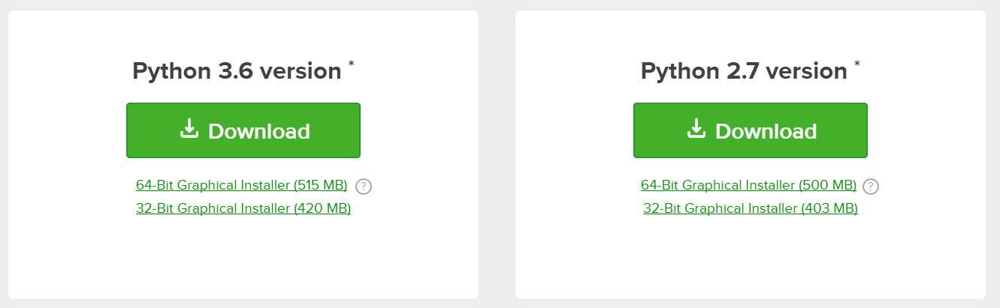 Python 3.6 version *
Download
64-Bit Graphical Installer (515 MB) ?
32-Bit Graphical Installer (420 MB)
Python 2.7 version *
Download
64-Bit Graphical Installer (500 MB) ?
32-Bit Graphical Installer (403 MB)